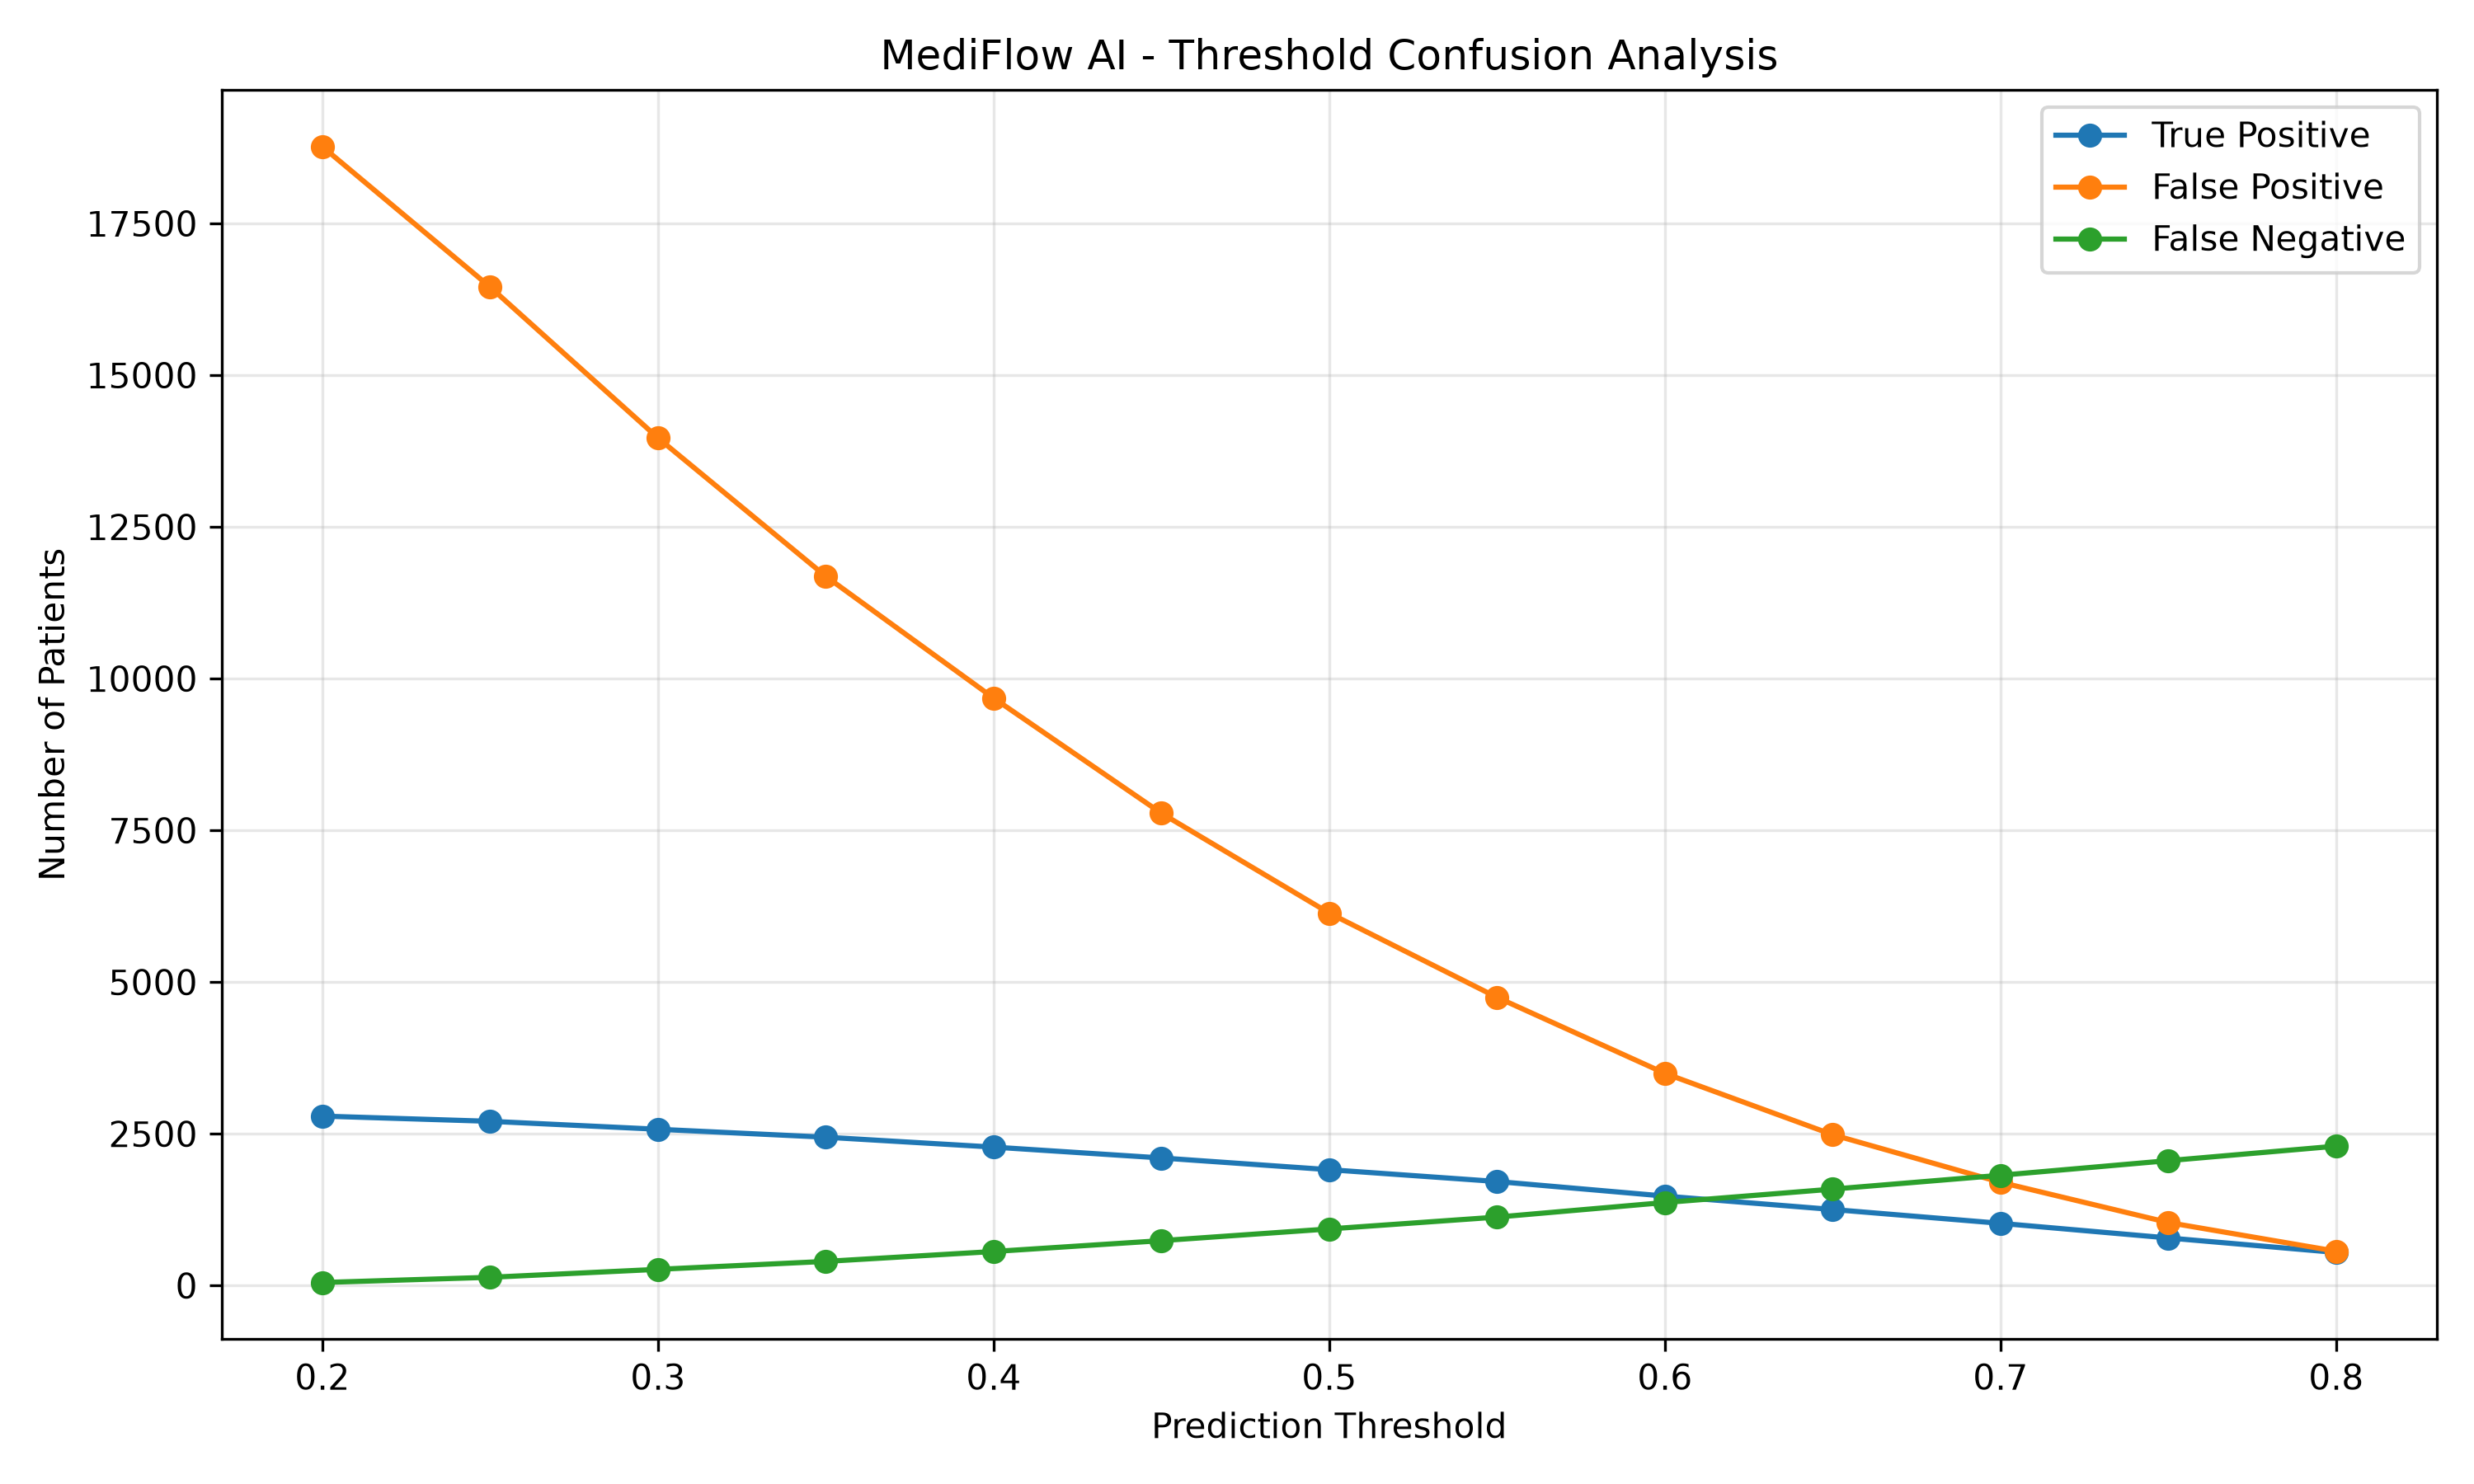 MediFlow AI - Threshold Confusion Analysis
True Positive
False Positive
False Negative
Number of Patients
17500
15000
12500
10000
7500
5000
2500
0
0.2 0.3 0.4 0.5 0.6 0.7 0.8
Prediction Threshold